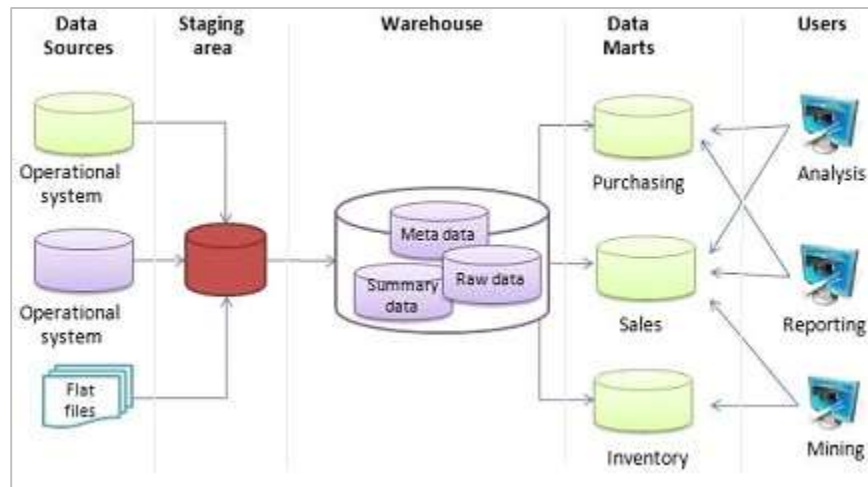 Data
Sources
Staging
area
Warehouse
Data
Marts
Users
Operational
system
Operational
system
Flat
files
Meta data
Summary
data
Raw data
Purchasing
Sales
Inventory
Analysis
Reporting
Mining